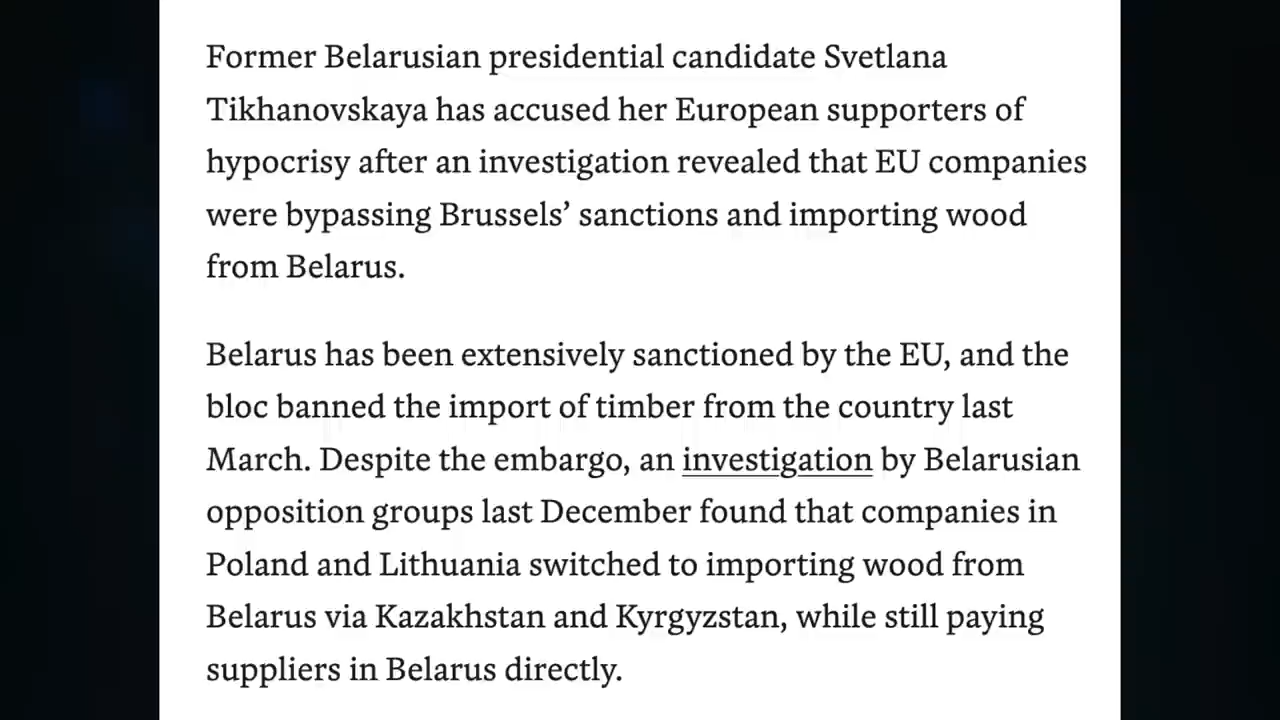 Former Belarusian presidential candidate Svetlana
Tikhanovskaya has accused her European supporters of
hypocrisy after an investigation revealed that EU companies
were bypassing Brussels’ sanctions and importing wood
from Belarus.
Belarus has been extensively sanctioned by the EU, and the
bloc banned the import of timber from the country last
March. Despite the embargo, an investigation by Belarusian
opposition groups last December found that companies in
Poland and Lithuania switched to importing wood from
Belarus via Kazakhstan and Kyrgyzstan, while still paying
suppliers in Belarus directly.